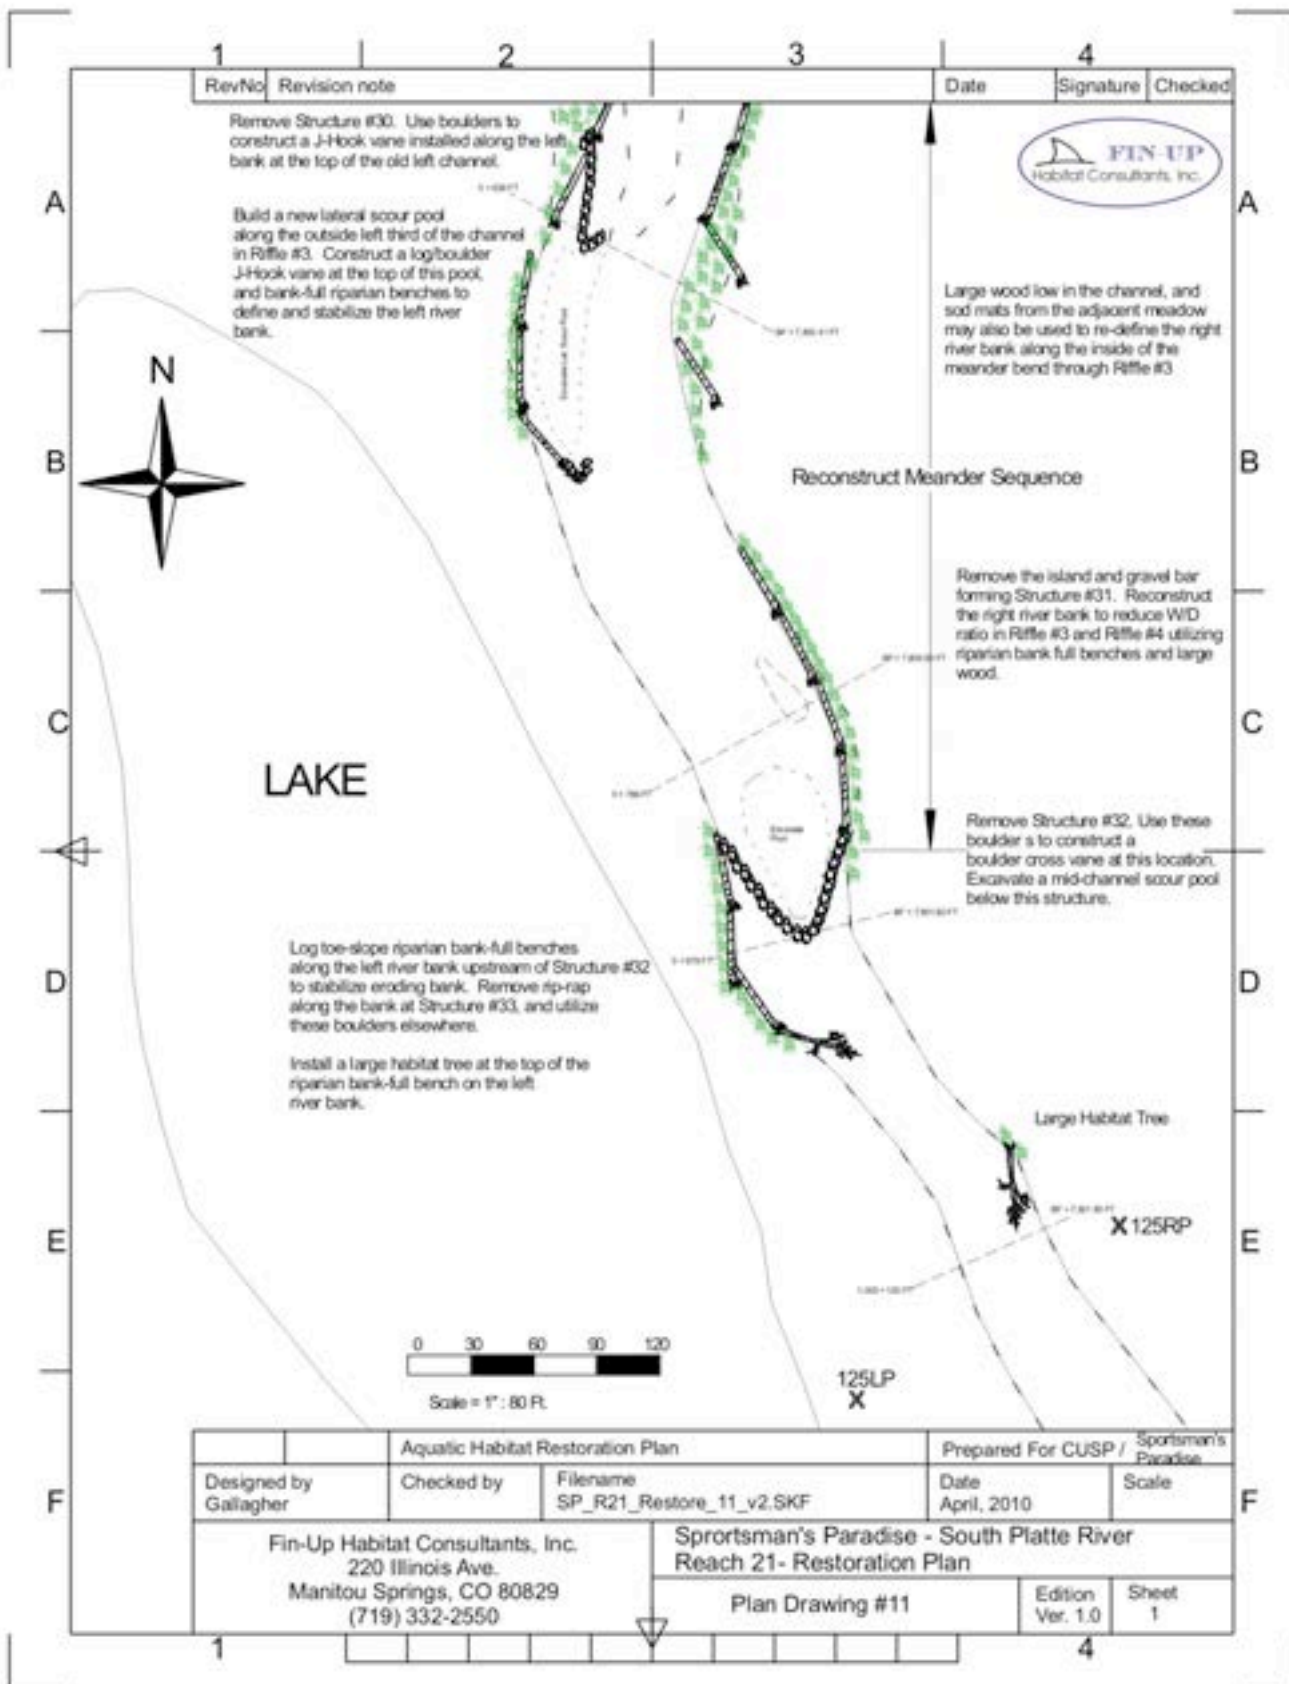 1 2 3 4
RevNo Revision note Date Signature Checked
Remove Structure #30. Use boulders to
construct a J-Hook vane installed along the left
bank at the top of the old left channel.
FIN-UP
Habitat Consultants, Inc.
A A
Build a new lateral scour pool
along the outside left third of the channel
in Riffle #3. Construct a log/boulder
J-Hook vane at the top of this pool,
and bank-full riparian benches to
define and stabilize the left river
bank.
Large wood low in the channel, and
sod mats from the adjacent meadow
may also be used to re-define the right
river bank along the inside of the
meander bend through Riffle #3
N
B B
Reconstruct Meander Sequence
Remove the island and gravel bar
forming Structure #31. Reconstruct
the right river bank to reduce W/D
ratio in Riffle #3 and Riffle #4 utilizing
riparian bank full benches and large
wood.
C C
LAKE
Remove Structure #32. Use these
boulder s to construct a
boulder cross vane at this location.
Excavate a mid-channel scour pool
below this structure.
Log toe-slope riparian bank-full benches
along the left river bank upstream of Structure #32
to stabilize eroding bank. Remove rip-rap
along the bank at Structure #33, and utilize
these boulders elsewhere.
D D
Install a large habitat tree at the top of the
riparian bank-full bench on the left
river bank.
Large Habitat Tree
E E
X 125RP
0 30 60 90 120
Scale = 1" : 80 Ft.
125LP
X
Aquatic Habitat Restoration Plan
Prepared For CUSP / Sportsman's
Paradise
Designed by
Gallagher
Checked by
Filename
SP_R21_Restore_11_v2.SKF
Date
April, 2010
Scale
F F
Fin-Up Habitat Consultants, Inc.
220 Illinois Ave.
Manitou Springs, CO 80829
(719) 332-2550
Sprortsman's Paradise - South Platte River
Reach 21- Restoration Plan
Plan Drawing #11
Edition
Ver. 1.0
Sheet
1
1 4